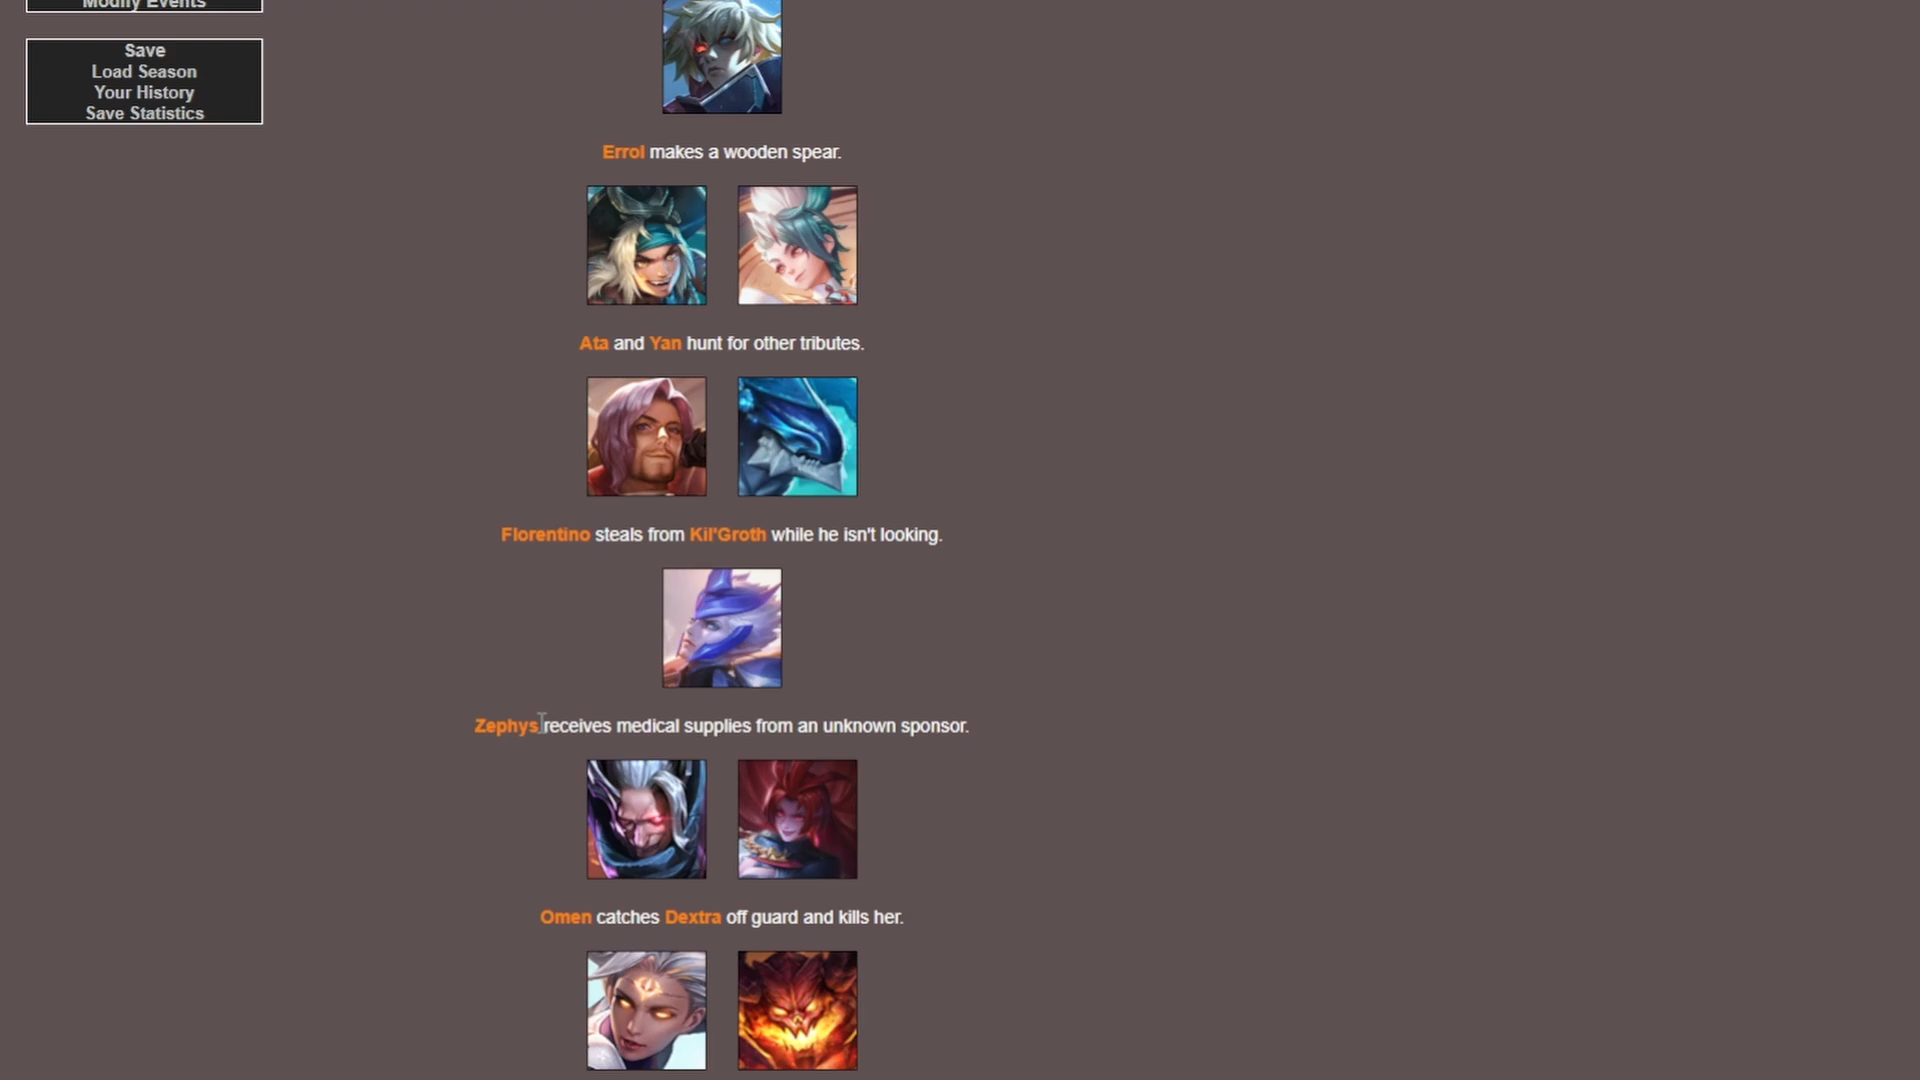 Modify Events
Save
Load Season
Your History
Save Statistics
Errol makes a wooden spear.
Ata and Yan hunt for other tributes.
Florentino steals from Kil'Groth while he isn't looking.
Zephys receives medical supplies from an unknown sponsor.
Omen catches Dextra off guard and kills her.